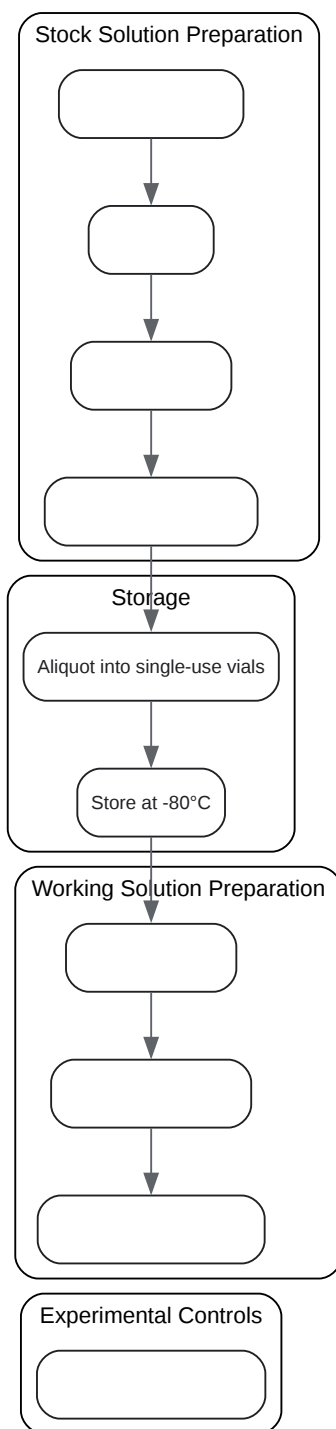 Stock Solution Preparation
Storage
Aliquot into single-use vials
Store at -80°C
Working Solution Preparation
Experimental Controls